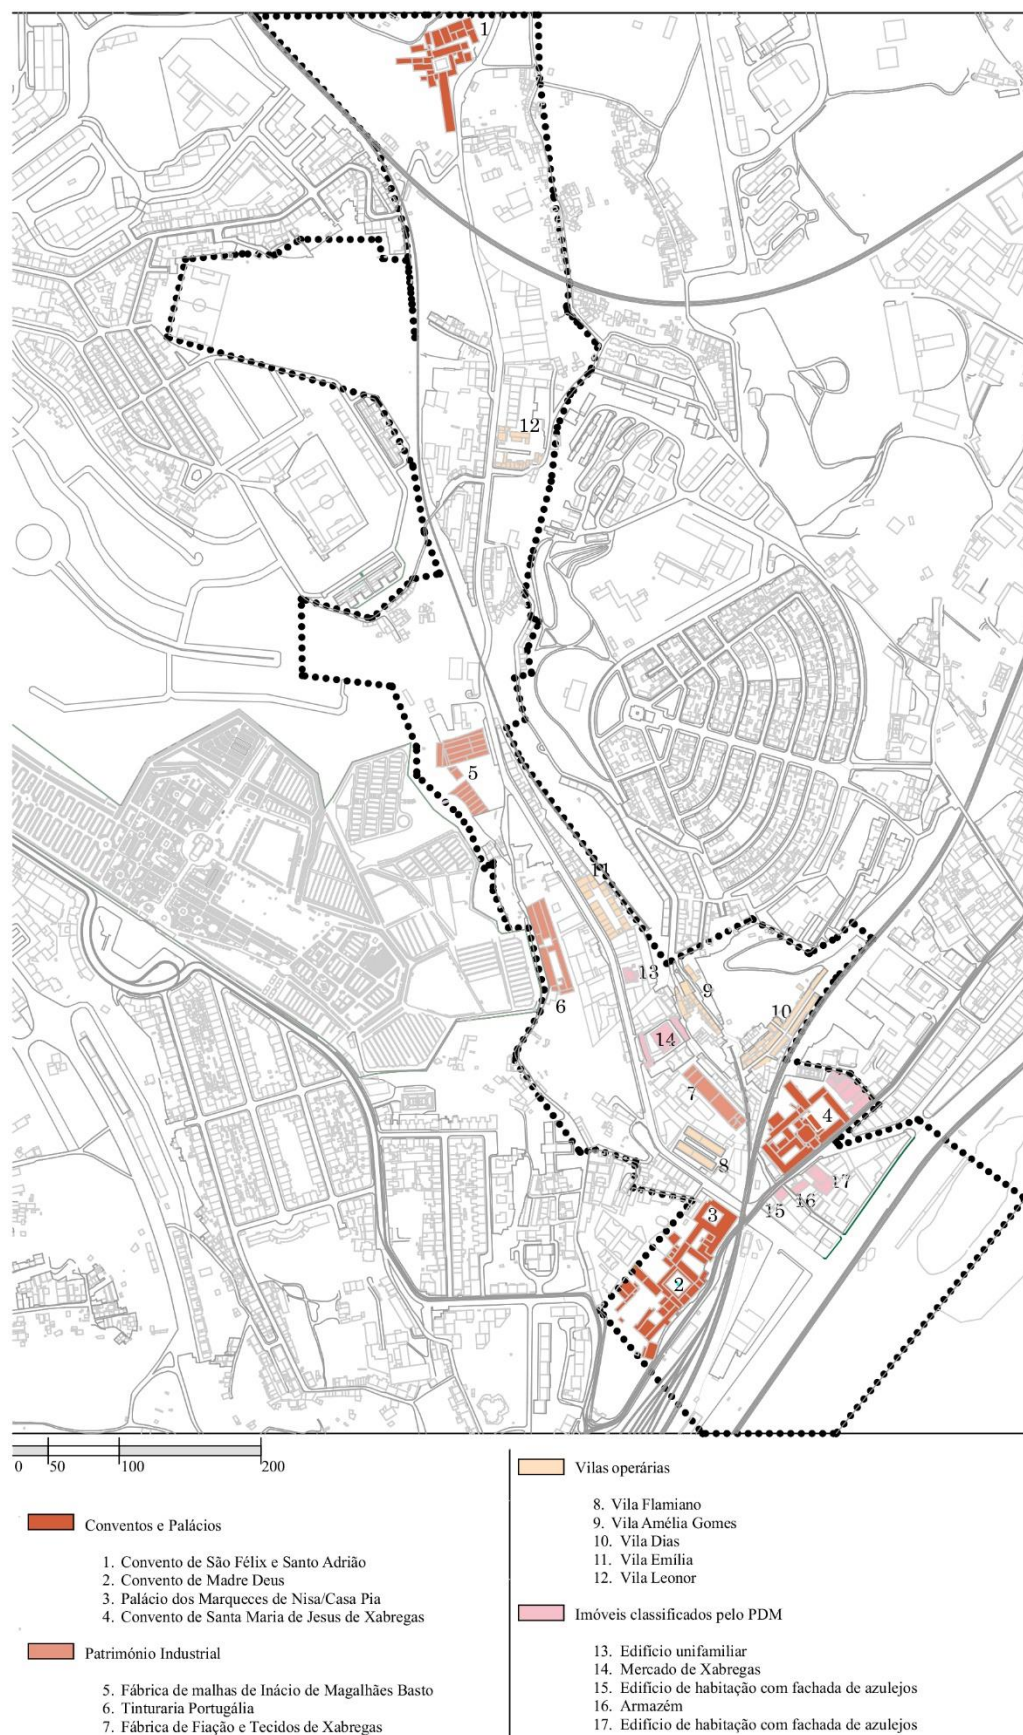 1
12
5
11
13
9
6
10
14
7
4
8
17
16
15
3
2
0 50 100 200
Conventos e Palácios
1. Convento de São Félix e Santo Adrião
2. Convento de Madre Deus
3. Palácio dos Marqueces de Nisa/Casa Pia
4. Convento de Santa Maria de Jesus de Xabregas
Património Industrial
5. Fábrica de malhas de Inácio de Magalhães Basto
6. Tinturaria Portugália
7. Fábrica de Fiação e Tecidos de Xabregas
Vilas operárias
8. Vila Flamiano
9. Vila Amélia Gomes
10. Vila Dias
11. Vila Emília
12. Vila Leonor
Imóveis classificados pelo PDM
13. Edifício unifamiliar
14. Mercado de Xabregas
15. Edifício de habitação com fachada de azulejos
16. Armazém
17. Edifício de habitação com fachada de azulejos